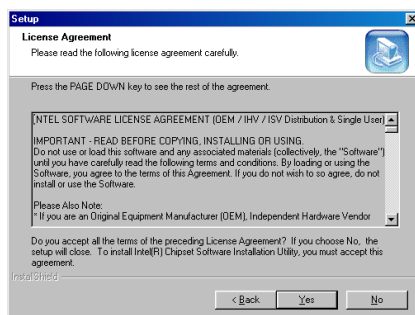 Setup
License Agreement
Please read the following license agreement carefully.
Press the PAGE DOWN key to see the rest of the agreement.
INTEL SOFTWARE LICENSE AGREEMENT (OEM / IHV / ISV Distribution & Single User)
IMPORTANT - READ BEFORE COPYING, INSTALLING OR USING.
Do not use or load this software and any associated materials (collectively, the "Software")
until you have carefully read the following terms and conditions. By loading or using the
Software, you agree to the terms of this Agreement. If you do not wish to so agree, do not
install or use the Software.
Please Also Note:
* If you are an Original Equipment Manufacturer (OEM), Independent Hardware Vendor
Do you accept all the terms of the preceding License Agreement? If you choose No, the
setup will close. To install Intel(R) Chipset Software Installation Utility, you must accept this
agreement.
InstallShield
< Back Yes No